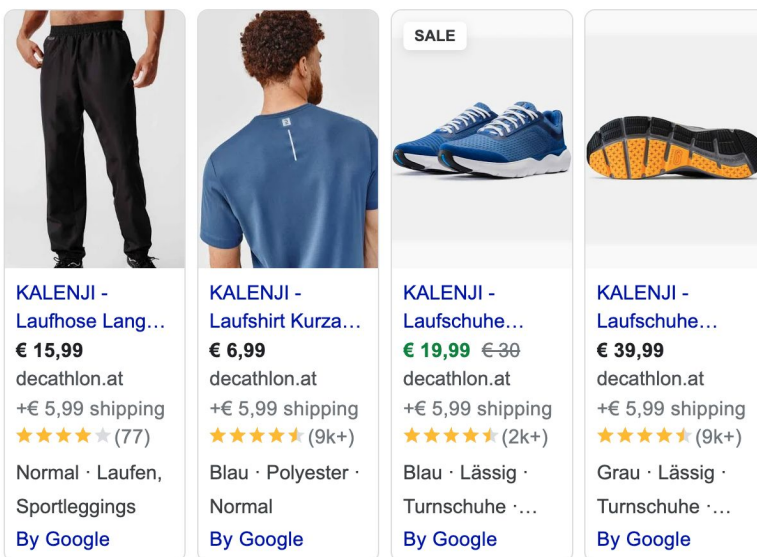 KALENJI -
Laufhose Lang...
€ 15,99
decathlon.at
+€ 5,99 shipping
(77)
Normal · Laufen,
Sportleggings
By Google
KALENJI -
Laufshirt Kurza...
€ 6,99
decathlon.at
+€ 5,99 shipping
(9k+)
Blau · Polyester ·
Normal
By Google
SALE
KALENJI -
Laufschuhe...
€ 19,99 € 30
decathlon.at
+€ 5,99 shipping
(2k+)
Blau · Lässig ·
Turnschuhe ·...
By Google
KALENJI -
Laufschuhe...
€ 39,99
decathlon.at
+€ 5,99 shipping
(9k+)
Grau · Lässig ·
Turnschuhe ·...
By Google